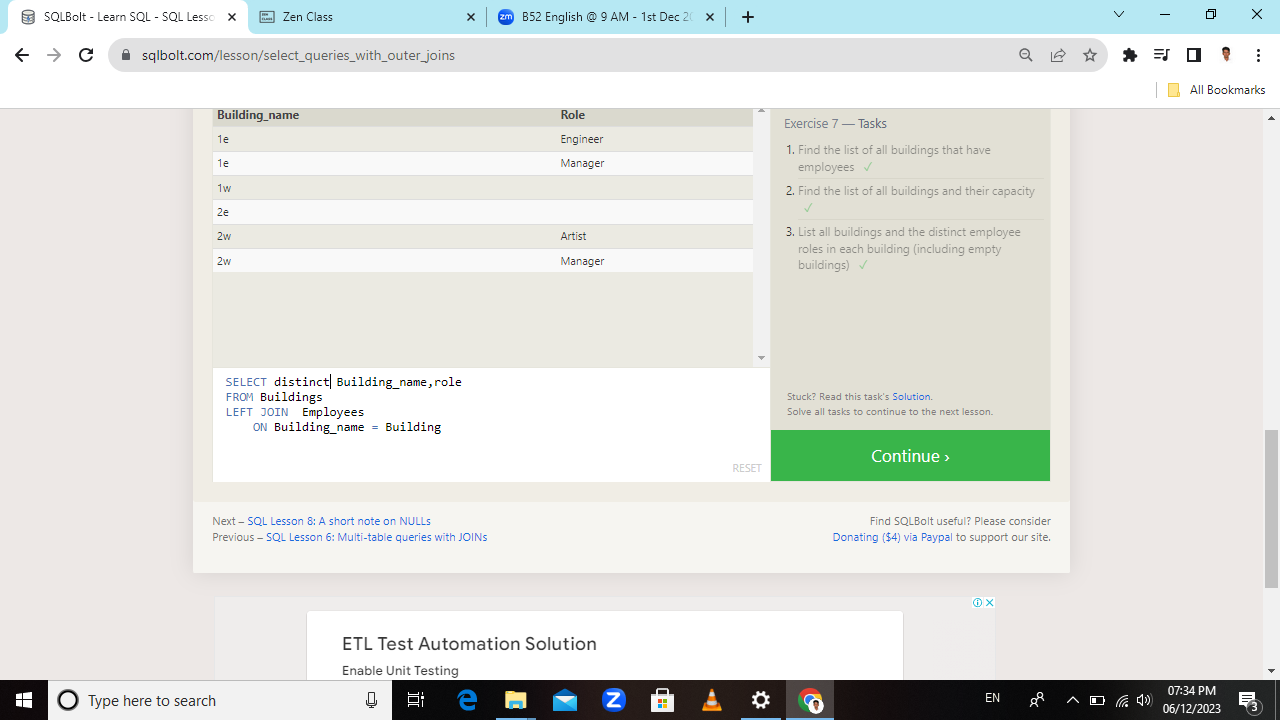 SQLBolt - Learn SQL - SQL Lesso
Zen Class
zm B52 English @ 9 AM - 1st Dec 20
sqlbolt.com/lesson/select_queries_with_outer_joins
All Bookmarks
Building_name Role
1e Engineer
1e Manager
1w
2e
2w Artist
2w Manager
Exercise 7 — Tasks
1. Find the list of all buildings that have
employees ✓
2. Find the list of all buildings and their capacity
✓
3. List all buildings and the distinct employee
roles in each building (including empty
buildings) ✓
SELECT distinct Building_name,role
FROM Buildings
LEFT JOIN  Employees
    ON Building_name = Building
RESET
Stuck? Read this task's Solution.
Solve all tasks to continue to the next lesson.
Continue ›
Next – SQL Lesson 8: A short note on NULLs
Previous – SQL Lesson 6: Multi-table queries with JOINs
Find SQLBolt useful? Please consider
Donating ($4) via Paypal to support our site.
ETL Test Automation Solution
Enable Unit Testing
Type here to search
EN
07:34 PM
06/12/2023
3